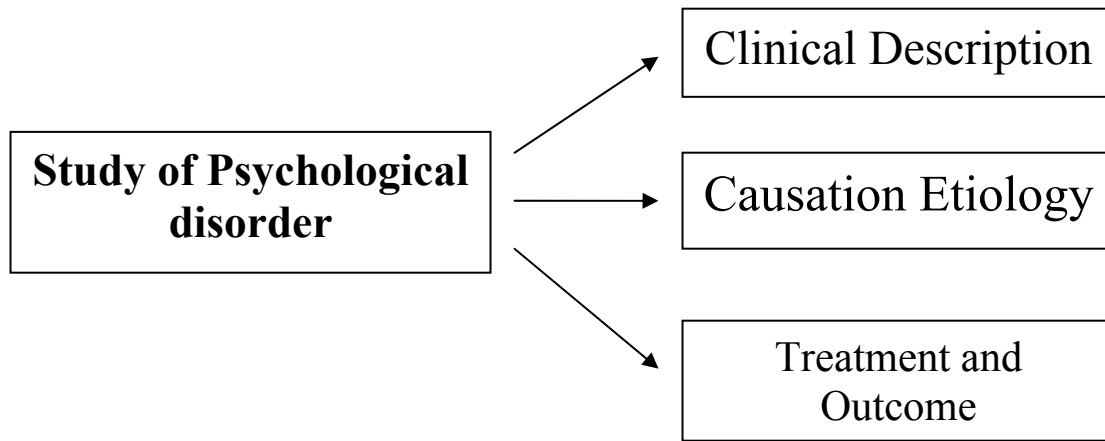 Clinical Description
Study of Psychological
disorder
Causation Etiology
Treatment and
Outcome